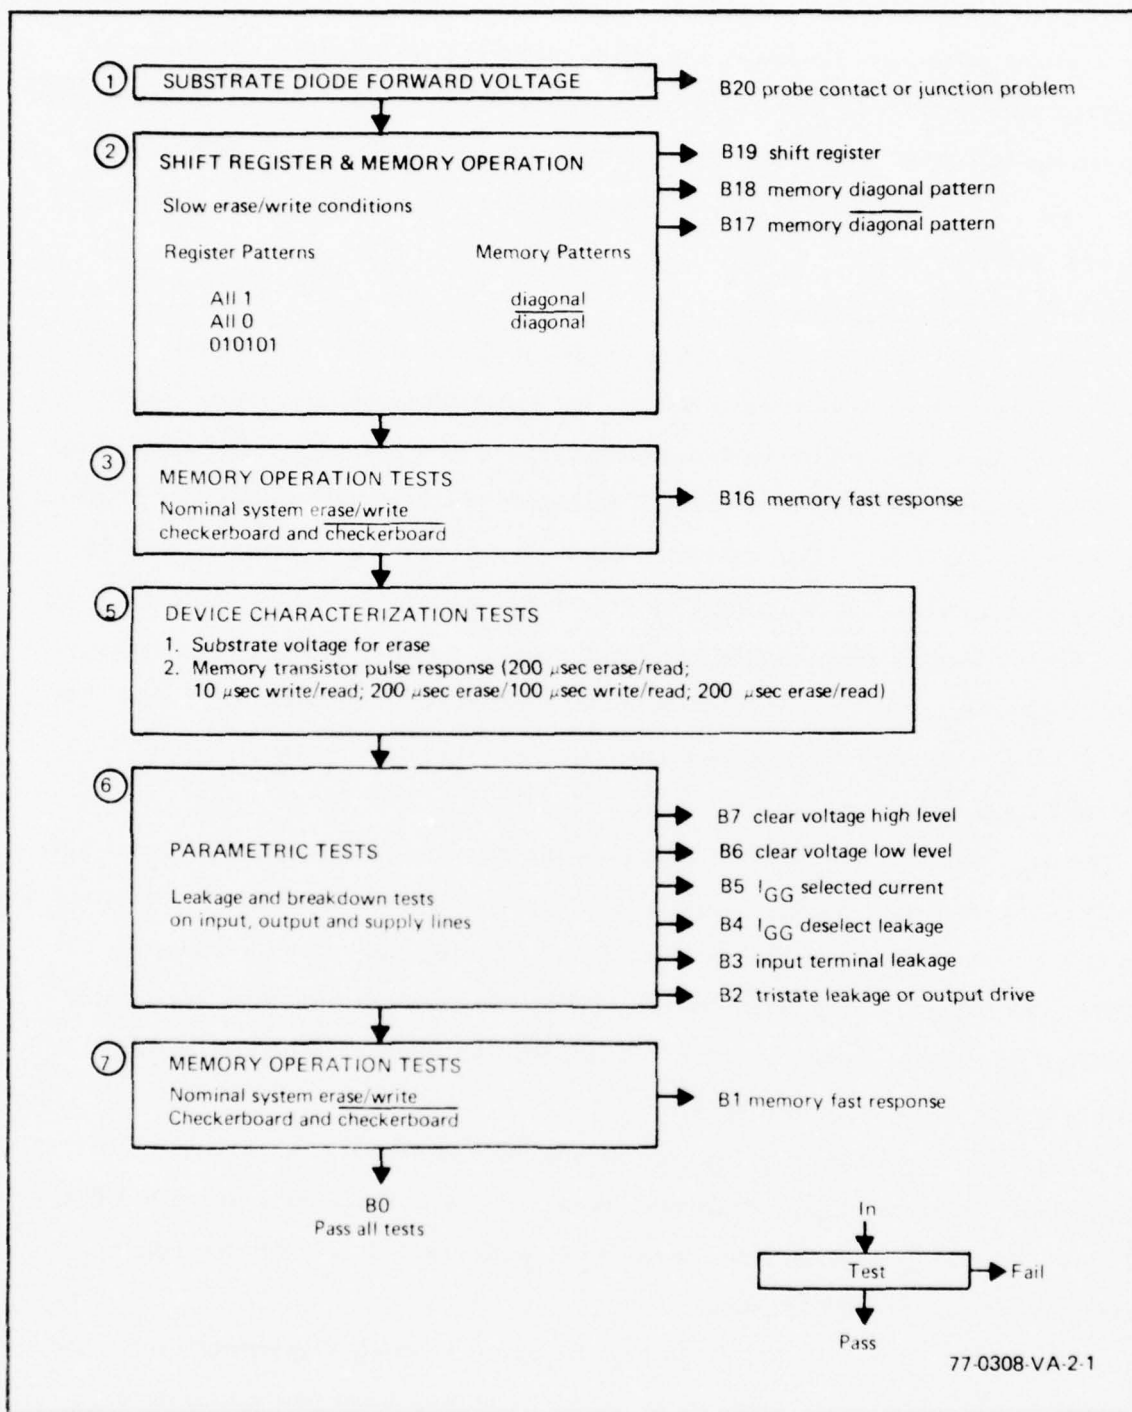 1 SUBSTRATE DIODE FORWARD VOLTAGE
B20 probe contact or junction problem
2 SHIFT REGISTER & MEMORY OPERATION
Slow erase/write conditions
Register Patterns Memory Patterns
All 1 diagonal
All 0 d̅i̅a̅g̅o̅n̅a̅l̅
010101
B19 shift register
B18 memory diagonal pattern
B17 memory d̅i̅a̅g̅o̅n̅a̅l̅ pattern
3 MEMORY OPERATION TESTS
Nominal system erase/write
checkerboard and c̅h̅e̅c̅k̅e̅r̅b̅o̅a̅r̅d̅
B16 memory fast response
5 DEVICE CHARACTERIZATION TESTS
1. Substrate voltage for erase
2. Memory transistor pulse response (200 μsec erase/read;
10 μsec write/read; 200 μsec erase/100 μsec write/read; 200 μsec erase/read)
6 PARAMETRIC TESTS
Leakage and breakdown tests
on input, output and supply lines
B7 clear voltage high level
B6 clear voltage low level
B5 IGG selected current
B4 IGG deselect leakage
B3 input terminal leakage
B2 tristate leakage or output drive
7 MEMORY OPERATION TESTS
Nominal system erase/write
Checkerboard and c̅h̅e̅c̅k̅e̅r̅b̅o̅a̅r̅d̅
B1 memory fast response
B0
Pass all tests
In
Test Fail
Pass
77-0308-VA-2-1